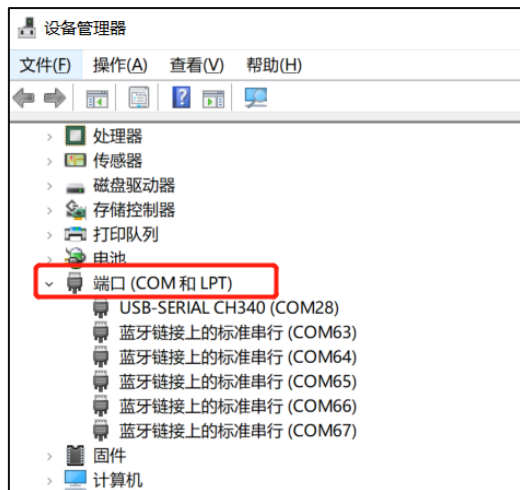 设备管理器
文件(F) 操作(A) 查看(V) 帮助(H)
处理器
传感器
磁盘驱动器
存储控制器
打印队列
电池
端口 (COM 和 LPT)
USB-SERIAL CH340 (COM28)
蓝牙链接上的标准串行 (COM63)
蓝牙链接上的标准串行 (COM64)
蓝牙链接上的标准串行 (COM65)
蓝牙链接上的标准串行 (COM66)
蓝牙链接上的标准串行 (COM67)
固件
计算机